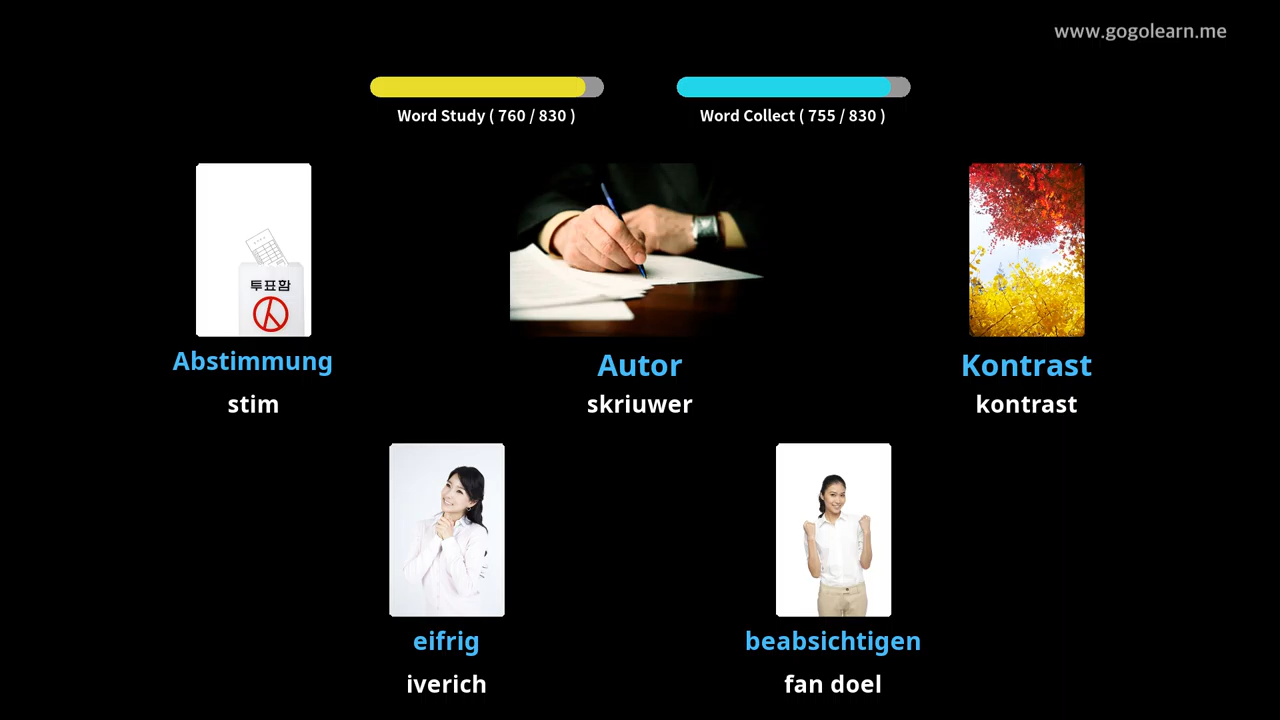 www.gogolearn.me
Word Study ( 760 / 830 )
Word Collect ( 755 / 830 )
투표함
Abstimmung
stim
Autor
skriuwer
Kontrast
kontrast
eifrig
iverich
beabsichtigen
fan doel